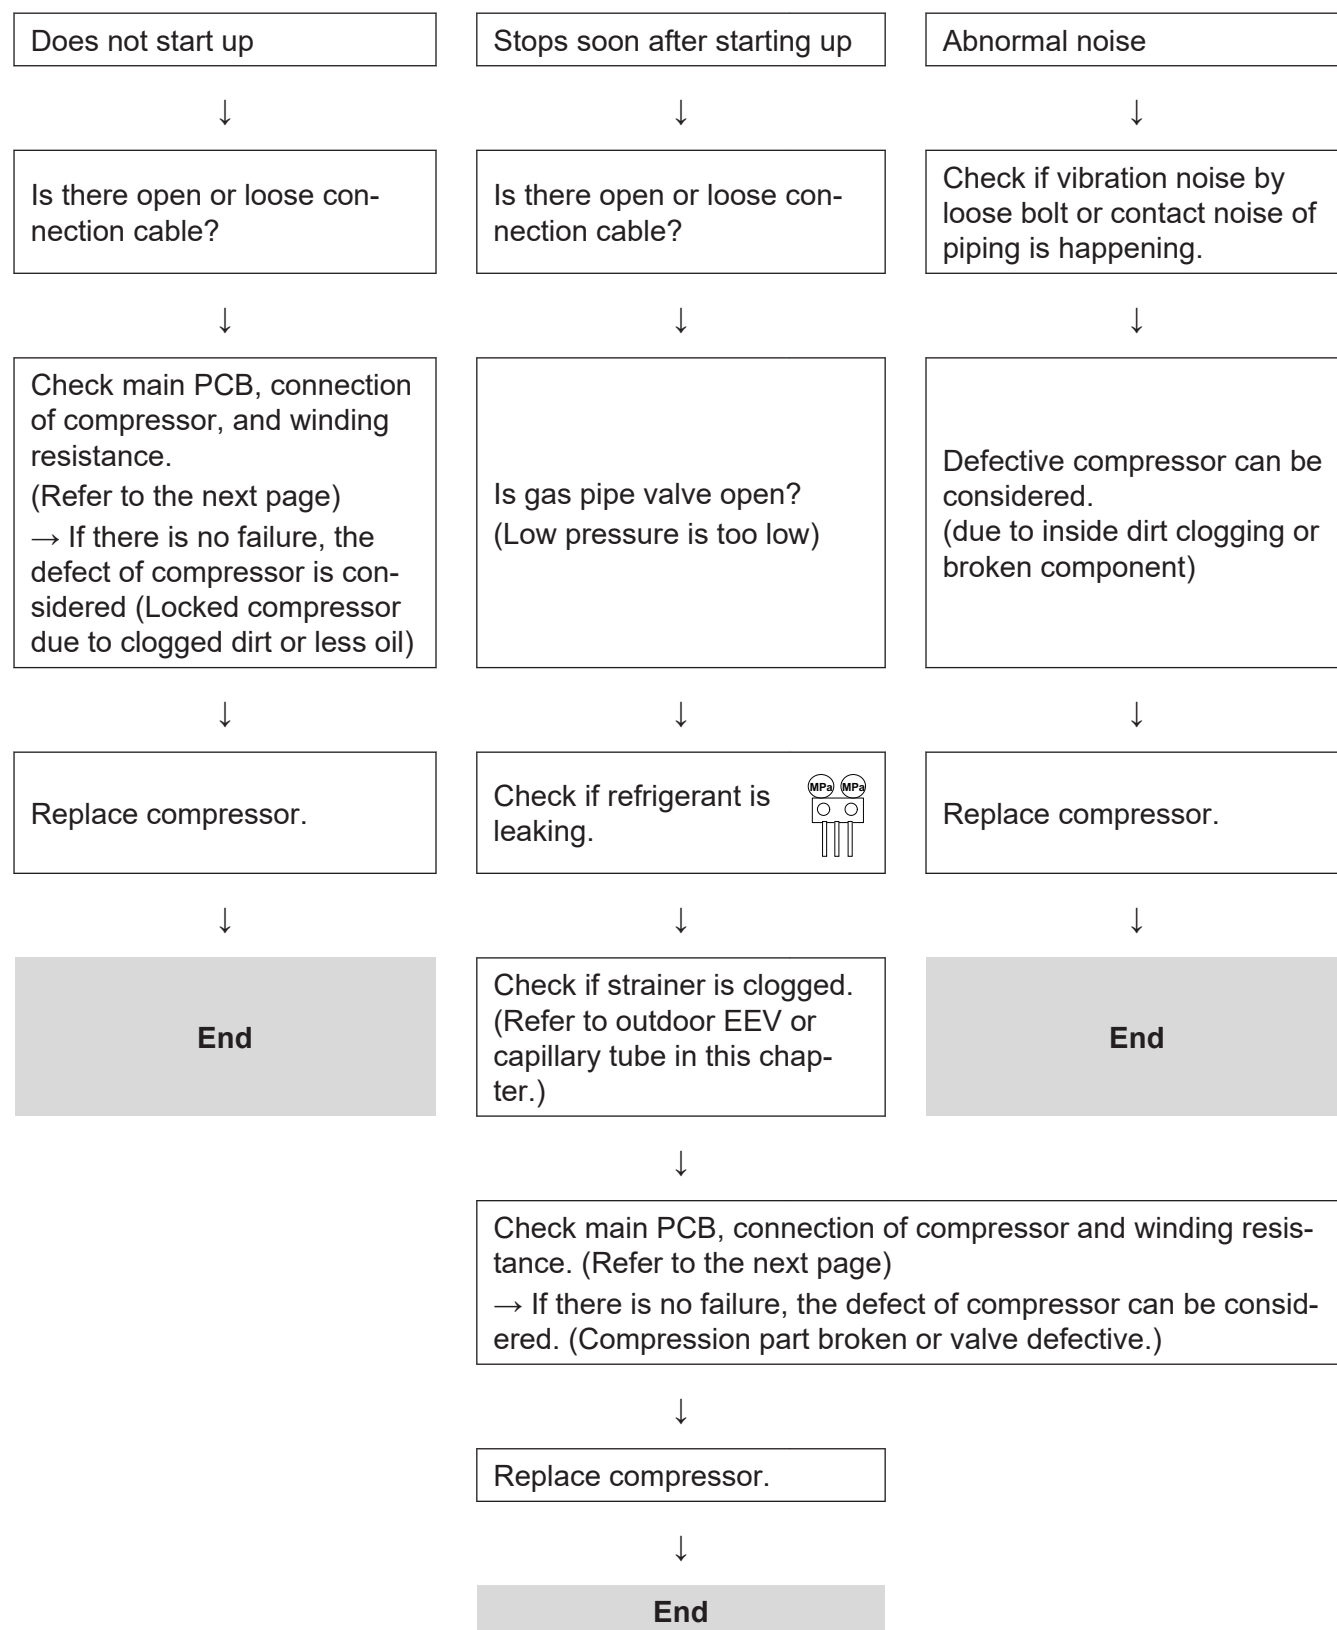 Does not start up
Stops soon after starting up
Abnormal noise
↓
↓
↓
Is there open or loose con-
nection cable?
Is there open or loose con-
nection cable?
Check if vibration noise by
loose bolt or contact noise of
piping is happening.
↓
↓
↓
Check main PCB, connection
of compressor, and winding
resistance.
(Refer to the next page)
→ If there is no failure, the
defect of compressor is con-
sidered (Locked compressor
due to clogged dirt or less oil)
Is gas pipe valve open?
(Low pressure is too low)
Defective compressor can be
considered.
(due to inside dirt clogging or
broken component)
↓
↓
↓
Replace compressor.
Check if refrigerant is
leaking.
MPa MPa
Replace compressor.
↓
↓
↓
End
Check if strainer is clogged.
(Refer to outdoor EEV or
capillary tube in this chap-
ter.)
End
↓
Check main PCB, connection of compressor and winding resis-
tance. (Refer to the next page)
→ If there is no failure, the defect of compressor can be consid-
ered. (Compression part broken or valve defective.)
↓
Replace compressor.
↓
End